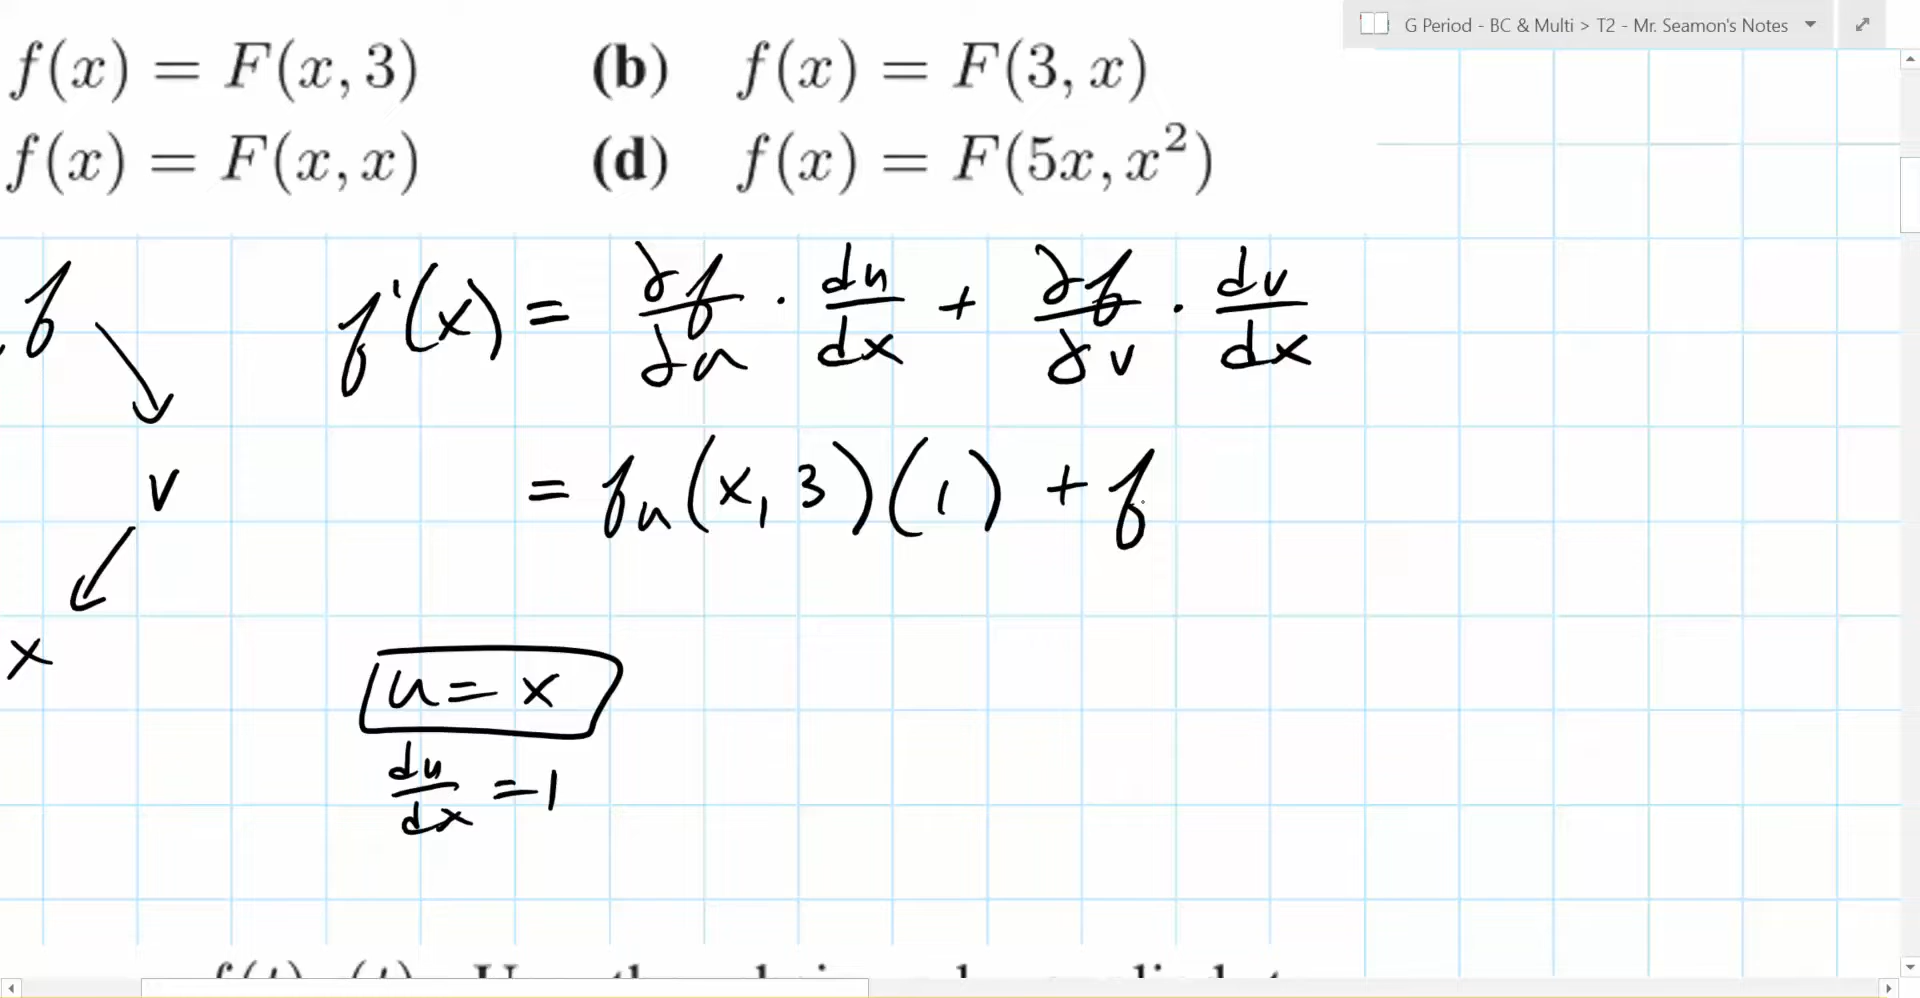 G Period - BC & Multi > T2 - Mr. Seamon's Notes
f(x) = F(x, 3) (b) f(x) = F(3, x)
f(x) = F(x, x) (d) f(x) = F(5x, x²)
f f'(x) = ∂f/∂u · du/dx + ∂f/∂v · dv/dx
v = fu(x, 3)(1) + f
x
u = x
du/dx = 1